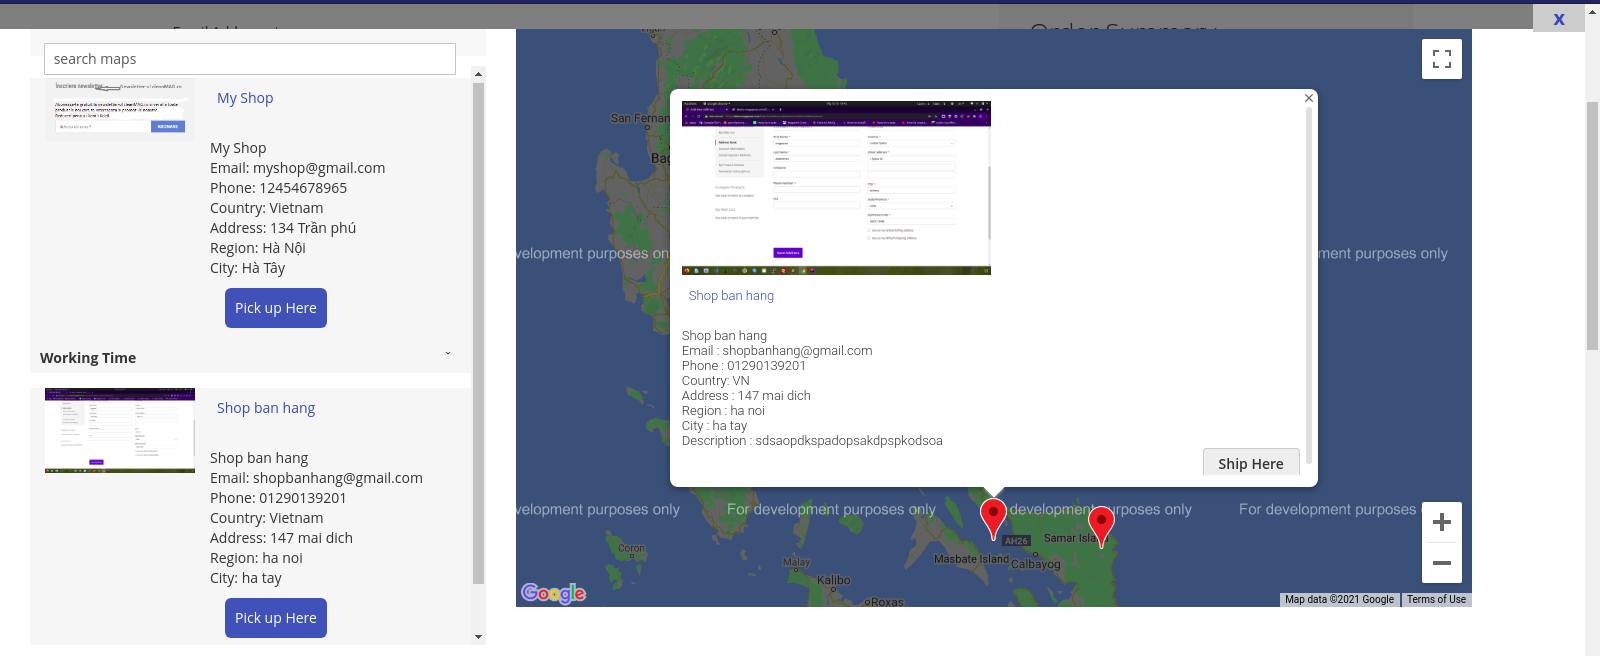 X
search maps
Inscriere newsletter
My Shop
My Shop
Email: myshop@gmail.com
Phone: 12454678965
Country: Vietnam
Address: 134 Trần phú
Region: Hà Nội
City: Hà Tây
Pick up Here
Working Time
Shop ban hang
Shop ban hang
Email: shopbanhang@gmail.com
Phone: 01290139201
Country: Vietnam
Address: 147 mai dich
Region: ha noi
City: ha tay
Pick up Here
San Fernan
Bag
velopment purposes on
ment purposes only
Shop ban hang
Shop ban hang
Email : shopbanhang@gmail.com
Phone : 01290139201
Country: VN
Address : 147 mai dich
Region : ha noi
City : ha tay
Description : sdsaopdkspadopsakdpspkodsoa
Ship Here
velopment purposes only
For development purposes only
development purposes only
For development purposes
Coron
Malay
Kalibo
Roxas
AH26
Masbate Island
Samar Isla
Calbayog
Google
Map data ©2021 Google
Terms of Use